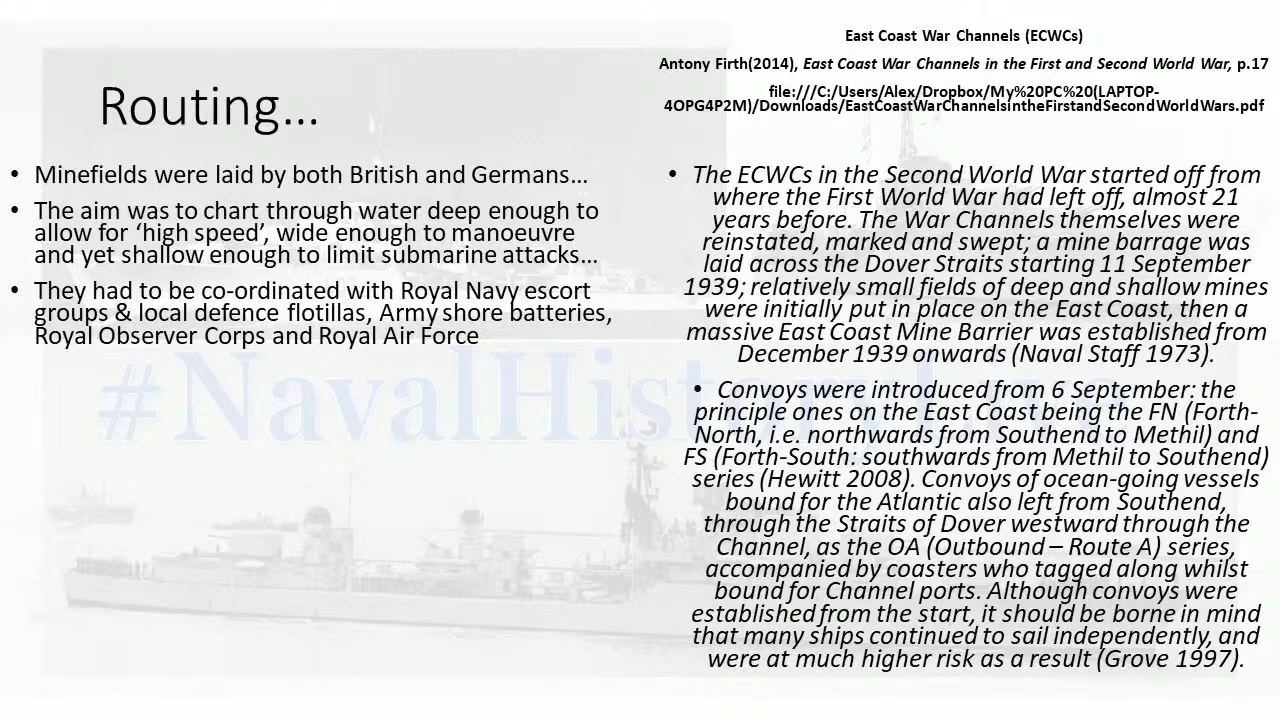 Routing…
• Minefields were laid by both British and Germans…
• The aim was to chart through water deep enough to
allow for ‘high speed’, wide enough to manoeuvre
and yet shallow enough to limit submarine attacks…
• They had to be co-ordinated with Royal Navy escort
groups & local defence flotillas, Army shore batteries,
Royal Observer Corps and Royal Air Force
East Coast War Channels (ECWCs)
Antony Firth(2014), East Coast War Channels in the First and Second World War, p.17
file:///C:/Users/Alex/Dropbox/My%20PC%20(LAPTOP-
4OPG4P2M)/Downloads/EastCoastWarChannelsintheFirstandSecondWorldWars.pdf
• The ECWCs in the Second World War started off from
where the First World War had left off, almost 21
years before. The War Channels themselves were
reinstated, marked and swept; a mine barrage was
laid across the Dover Straits starting 11 September
1939; relatively small fields of deep and shallow mines
were initially put in place on the East Coast, then a
massive East Coast Mine Barrier was established from
December 1939 onwards (Naval Staff 1973).
• Convoys were introduced from 6 September: the
principle ones on the East Coast being the FN (Forth-
North, i.e. northwards from Southend to Methil) and
FS (Forth-South: southwards from Methil to Southend)
series (Hewitt 2008). Convoys of ocean-going vessels
bound for the Atlantic also left from Southend,
through the Straits of Dover westward through the
Channel, as the OA (Outbound – Route A) series,
accompanied by coasters who tagged along whilst
bound for Channel ports. Although convoys were
established from the start, it should be borne in mind
that many ships continued to sail independently, and
were at much higher risk as a result (Grove 1997).
#NavalHistory